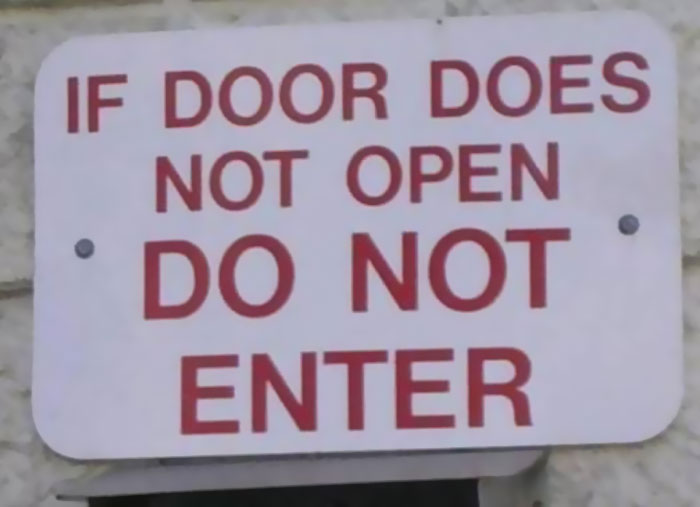 IF DOOR DOES
NOT OPEN
DO NOT
ENTER